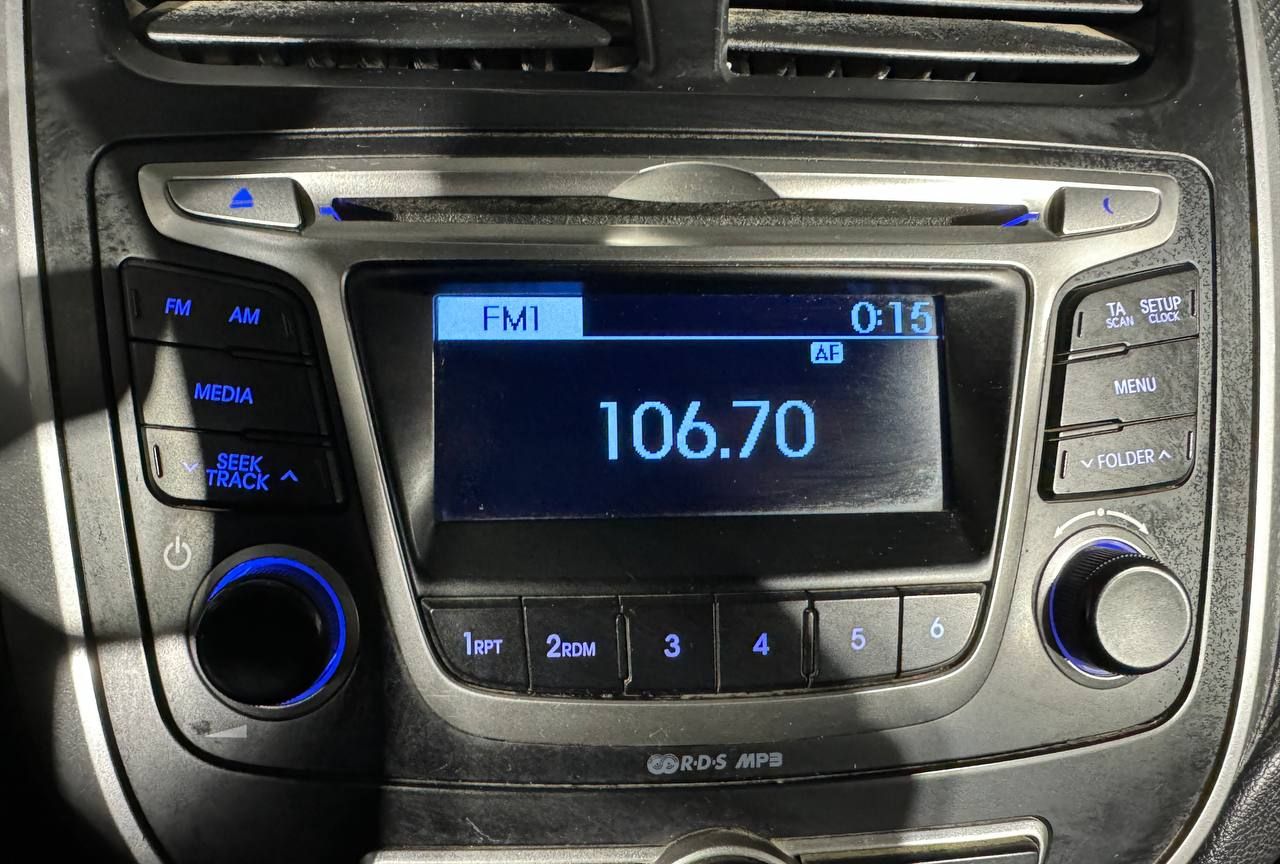 FM AM
MEDIA
SEEK
TRACK
FM1 0:15
AF
106.70
TA SETUP
SCAN CLOCK
MENU
FOLDER
1RPT 2RDM 3 4 5 6
R·D·S MP3